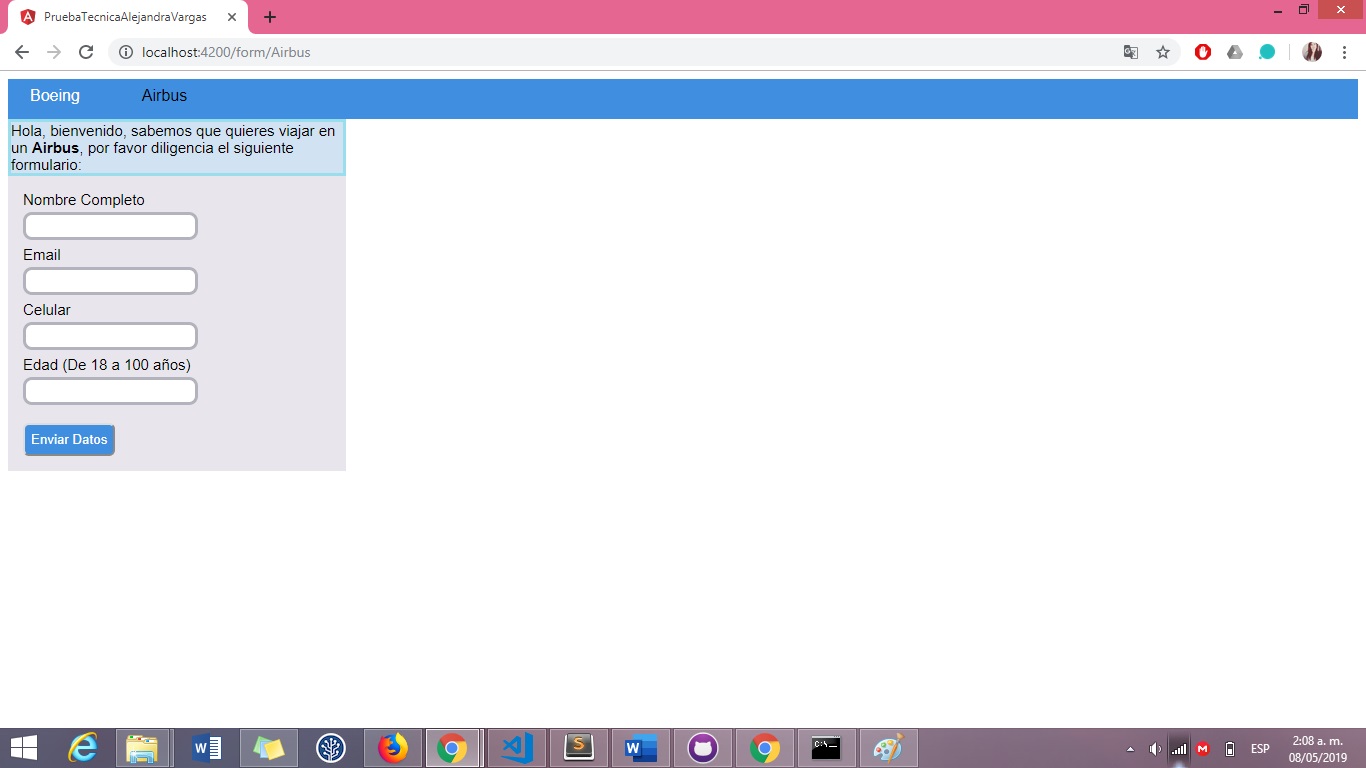 PruebaTecnicaAlejandraVargas
localhost:4200/form/Airbus
Boeing Airbus
Hola, bienvenido, sabemos que quieres viajar en
un Airbus, por favor diligencia el siguiente
formulario:
Nombre Completo
Email
Celular
Edad (De 18 a 100 años)
Enviar Datos
ESP
2:08 a. m.
08/05/2019